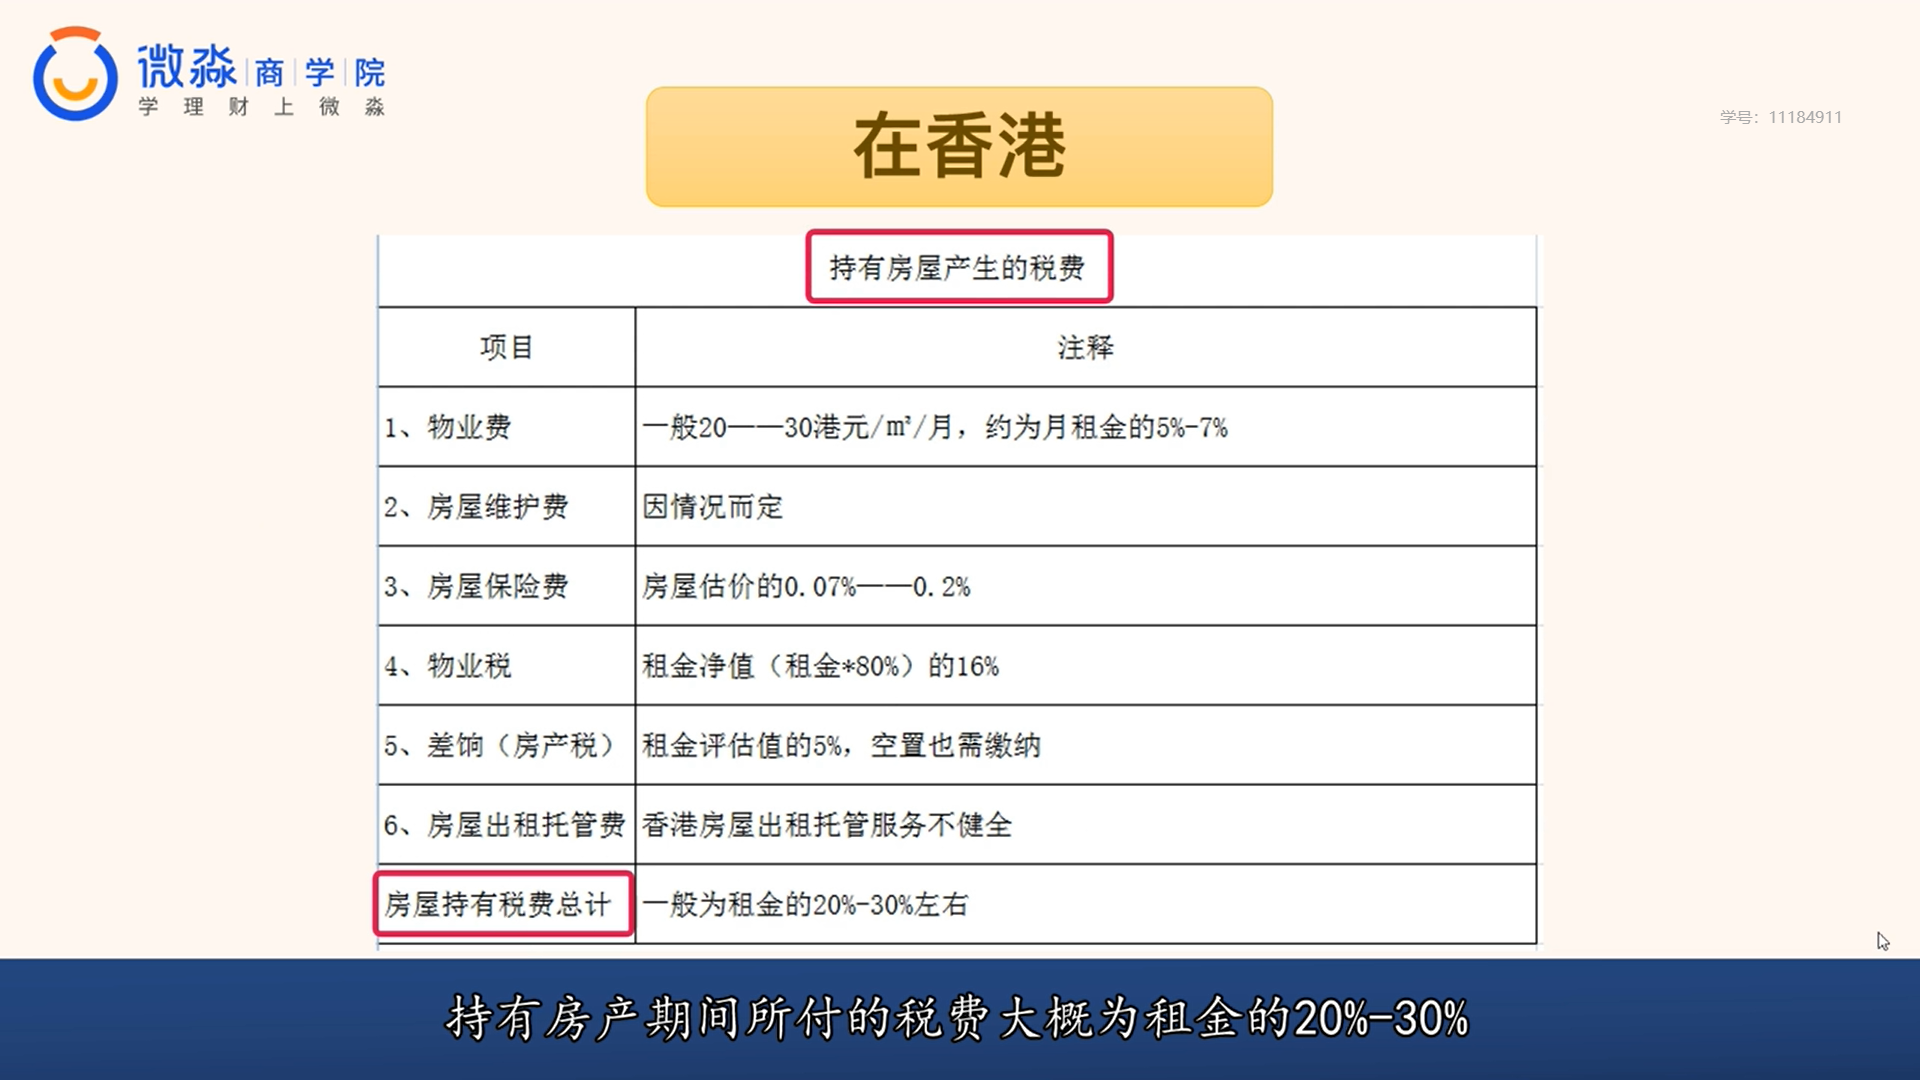 微淼|商|学|院
学理财上微淼
学号：11184911
在香港
持有房屋产生的税费
项目 注释
1、物业费 一般20——30港元/㎡/月，约为月租金的5%-7%
2、房屋维护费 因情况而定
3、房屋保险费 房屋估价的0.07%——0.2%
4、物业税 租金净值（租金*80%）的16%
5、差饷（房产税） 租金评估值的5%，空置也需缴纳
6、房屋出租托管费 香港房屋出租托管服务不健全
房屋持有税费总计 一般为租金的20%-30%左右
持有房产期间所付的税费大概为租金的20%-30%